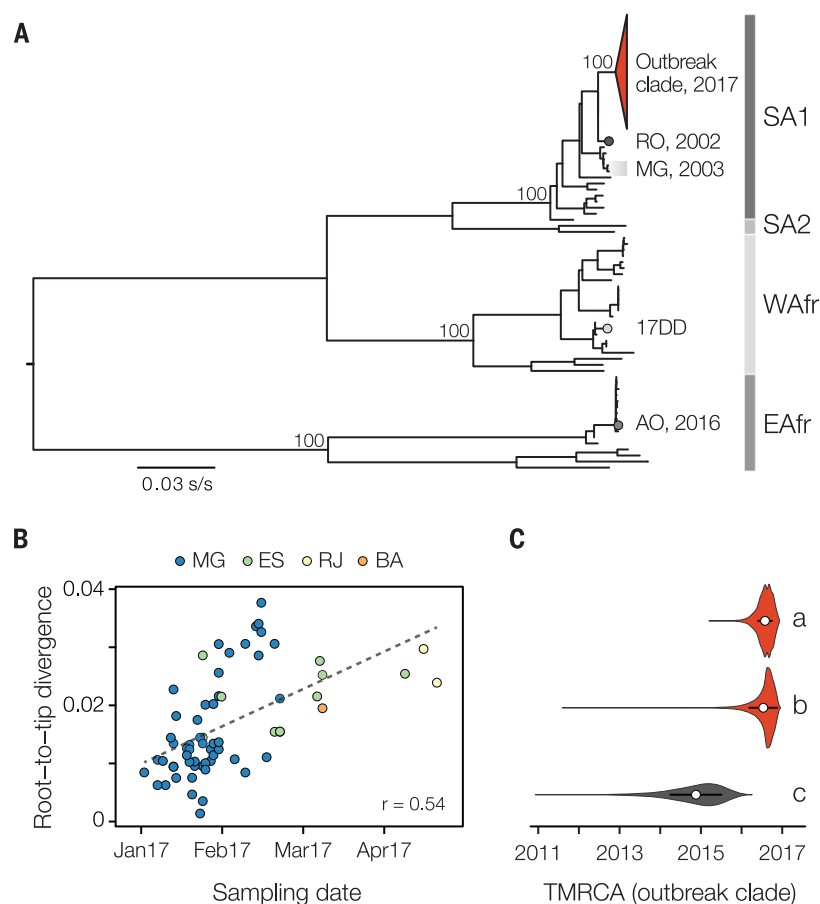 A
100
Outbreak
clade, 2017
RO, 2002
MG, 2003
100
SA1
SA2
100
17DD
WAfr
100
AO, 2016
EAfr
0.03 s/s
B
MG ES RJ BA
0.04
0.02
0
Root-to-tip divergence
r = 0.54
Jan17 Feb17 Mar17 Apr17
Sampling date
C
a
b
c
2011 2013 2015 2017
TMRCA (outbreak clade)